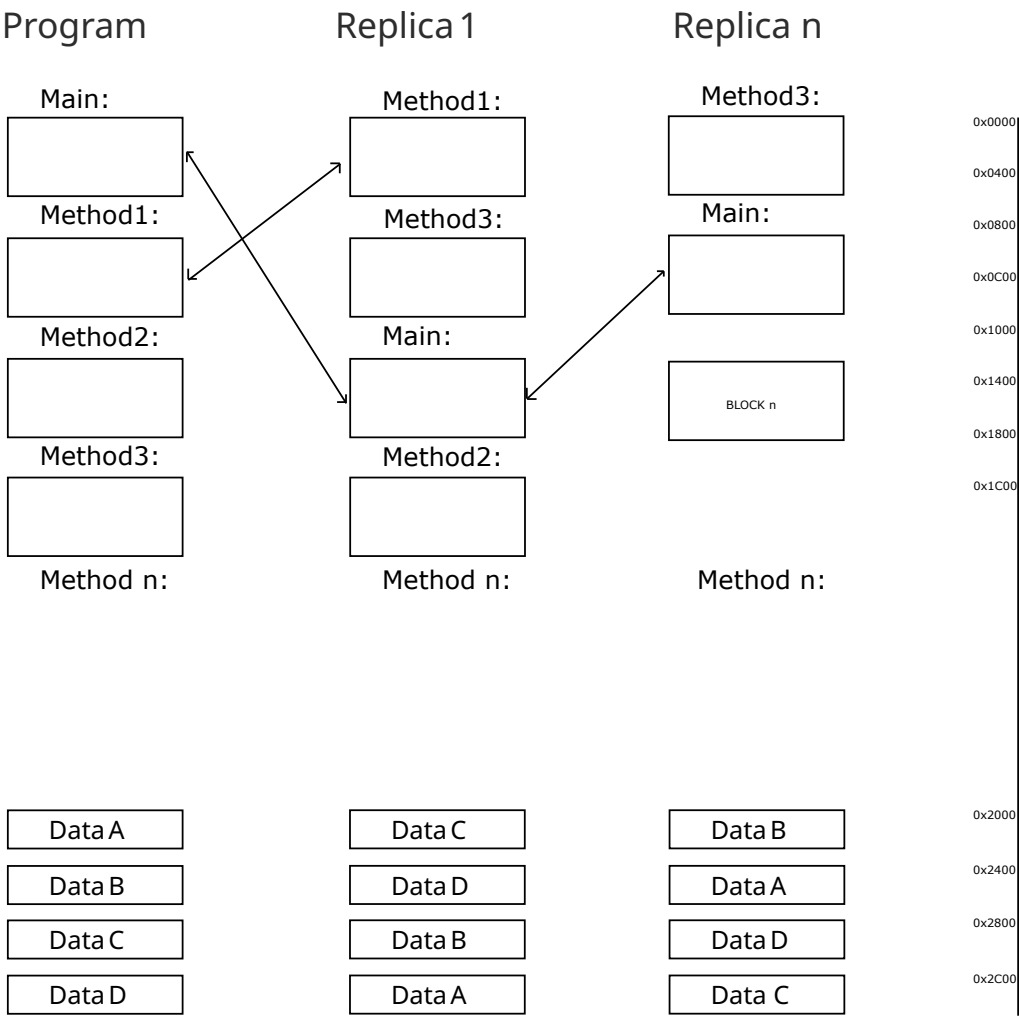 Program
Replica 1
Replica n
Main:
Method1:
Method3:
0x0000
0x0400
Method1:
Method3:
Main:
0x0800
0x0C00
Method2:
Main:
0x1000
0x1400
BLOCK n
0x1800
Method3:
Method2:
0x1C00
Method n:
Method n:
Method n:
Data A
Data C
Data B
0x2000
Data B
Data D
Data A
0x2400
Data C
Data B
Data D
0x2800
Data D
Data A
Data C
0x2C00